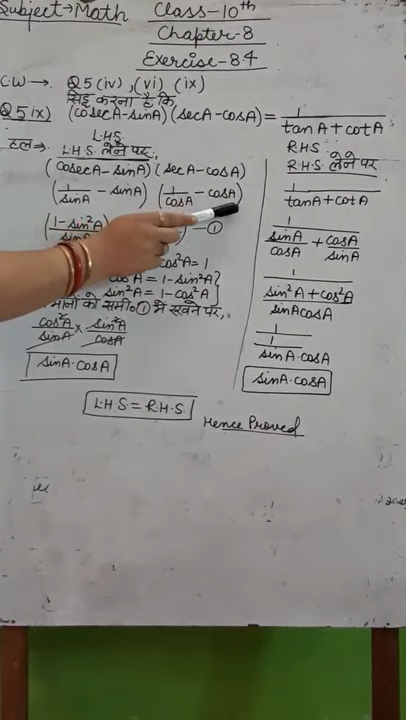 Subject→Math Class-10th
Chapter-8
Exercise-8.4
C.W→. Q5(iv),(vi) (ix)
सिद्ध करना है कि,
Q5 ix) (cosecA-sinA)(secA-cosA)=1/(tanA+cotA)
L.H.S.
हल→. L.H.S. लेने पर,
(cosecA-sinA)(secA-cosA)
(1/sinA - sinA) (1/cosA - cosA)
(1-sin²A) -①
cos²A=1
cos²A = 1-sin²A}
sin²A = 1-cos²A}
मानों को समी० ① में रखने पर,
cos²A/sinA × sin²A/cosA
sinA·cosA
R.H.S
R.H.S. लेने पर
1/(tanA+cotA)
1/(sinA/cosA + cosA/sinA)
1/((sin²A+cos²A)/(sinAcosA))
1/(1/(sinA·cosA))
sinA·cosA
L·H·S = R·H·S
Hence Proved